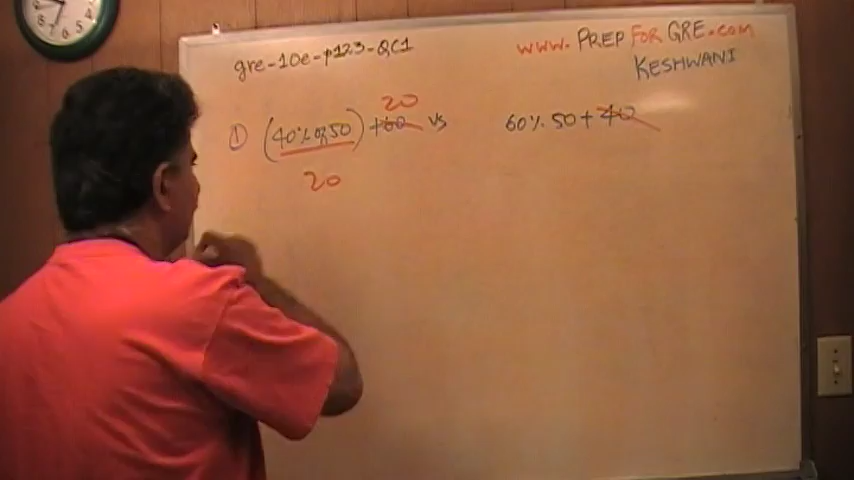 gre-10e-p123-QC1
www. PREP FOR GRE.com
KESHWANI
20
① (40% of 50) +60 vs 60% 50 + 40
20